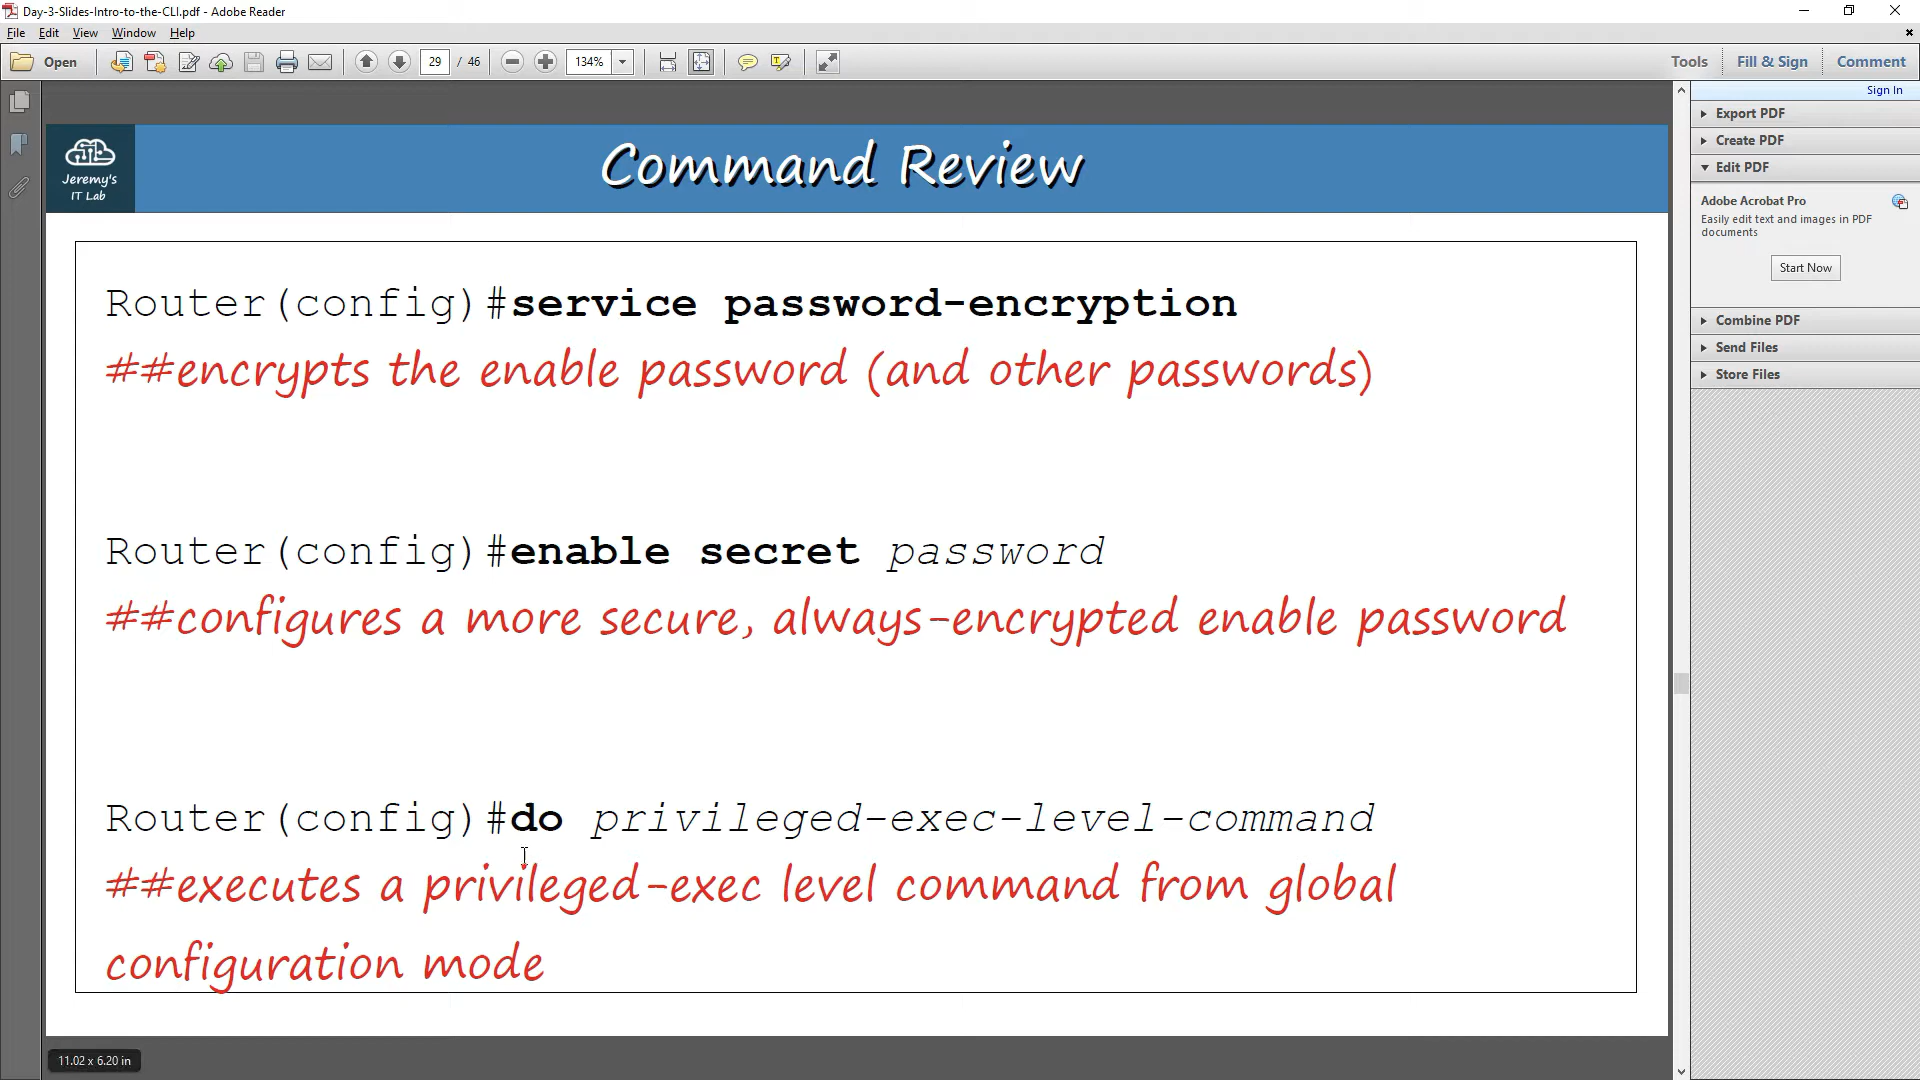 Day-3-Slides-Intro-to-the-CLI.pdf - Adobe Reader
File Edit View Window Help
Open 29 / 46 134% Tools Fill & Sign Comment
Sign In
Export PDF
Create PDF
Edit PDF
Adobe Acrobat Pro
Easily edit text and images in PDF
documents
Start Now
Combine PDF
Send Files
Store Files
Jeremy's
IT Lab
Command Review
Router(config)#service password-encryption
##encrypts the enable password (and other passwords)
Router(config)#enable secret password
##configures a more secure, always-encrypted enable password
Router(config)#do privileged-exec-level-command
##executes a privileged-exec level command from global
configuration mode
11.02 x 6.20 in